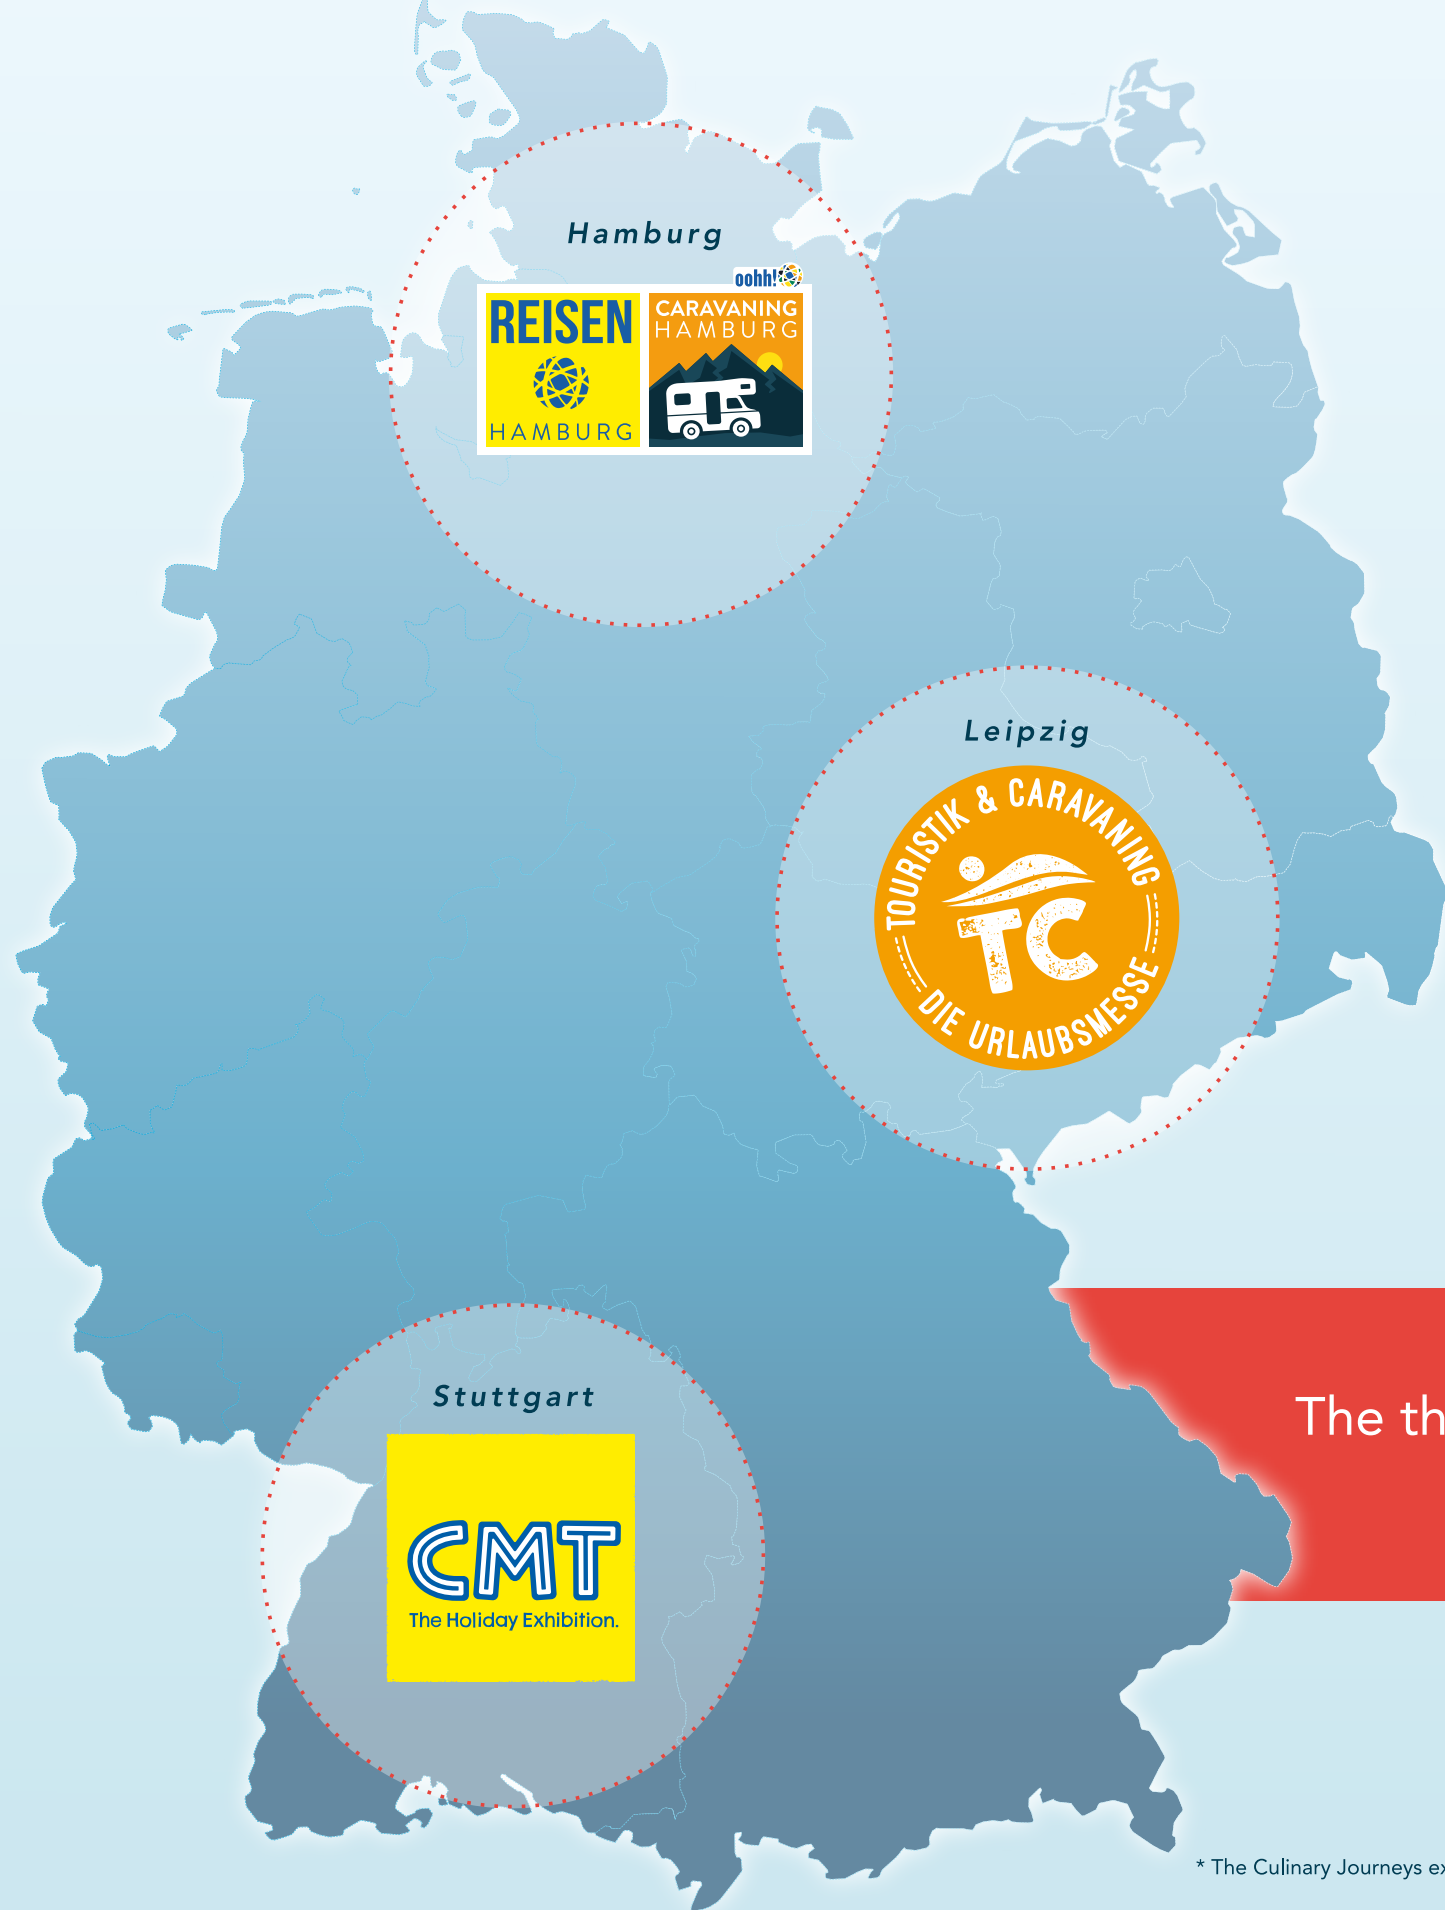 Hamburg
oohh!
REISEN
HAMBURG
CARAVANING
HAMBURG
Leipzig
TOURISTIK & CARAVANING
TC
DIE URLAUBSMESSE
Stuttgart
CMT
The Holiday Exhibition.
The th
* The Culinary Journeys ex